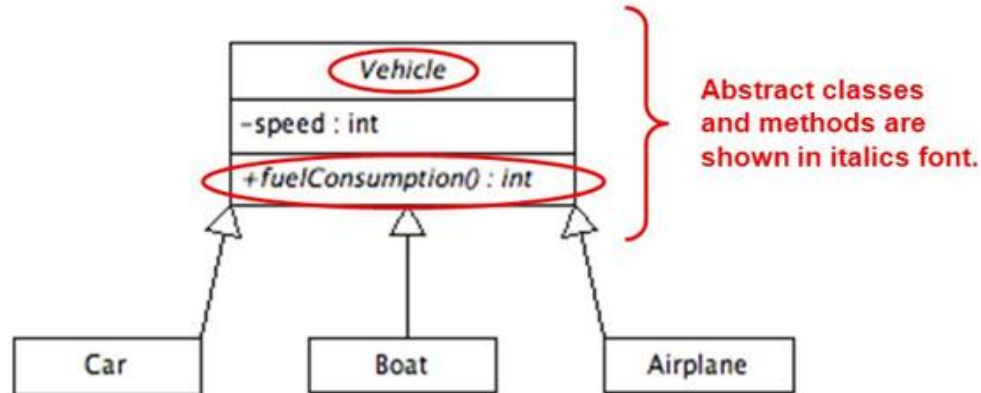 Vehicle
-speed : int
+fuelConsumption() : int
Abstract classes
and methods are
shown in italics font.
Car
Boat
Airplane